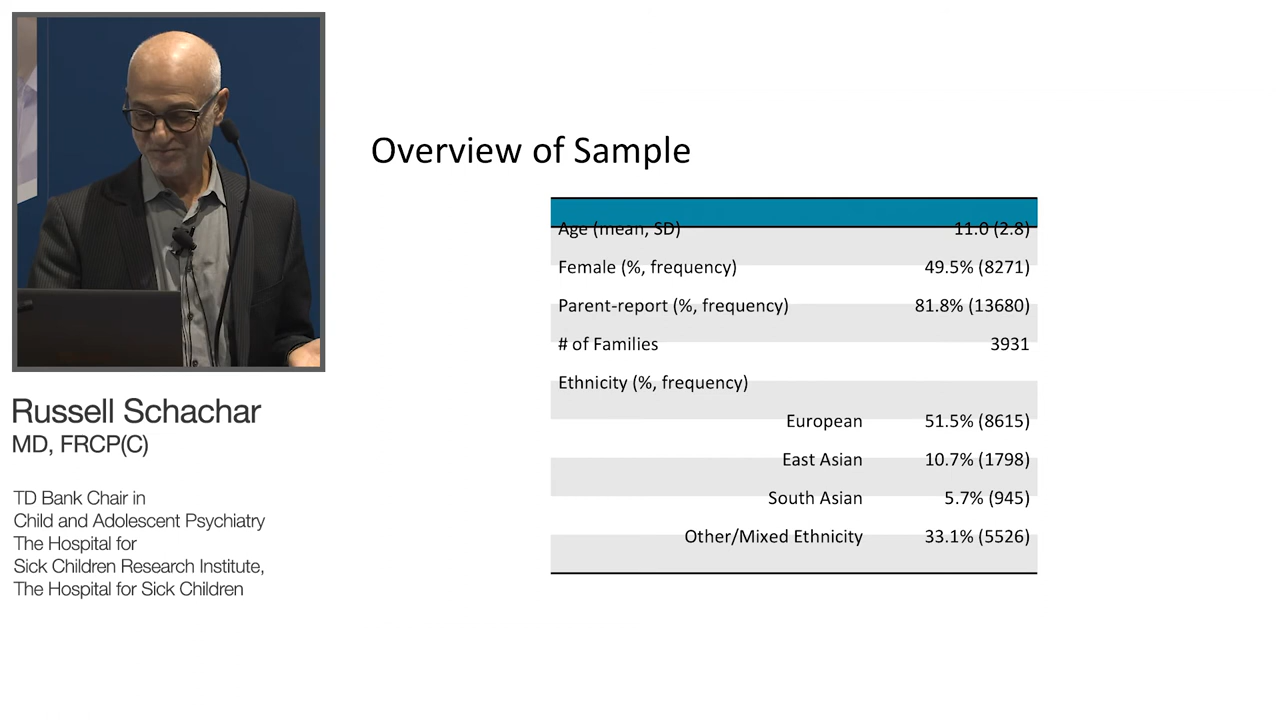 Overview of Sample
Age (mean, SD) 11.0 (2.8)
Female (%, frequency) 49.5% (8271)
Parent-report (%, frequency) 81.8% (13680)
# of Families 3931
Ethnicity (%, frequency)
European 51.5% (8615)
East Asian 10.7% (1798)
South Asian 5.7% (945)
Other/Mixed Ethnicity 33.1% (5526)
Russell Schachar
MD, FRCP(C)
TD Bank Chair in
Child and Adolescent Psychiatry
The Hospital for
Sick Children Research Institute,
The Hospital for Sick Children